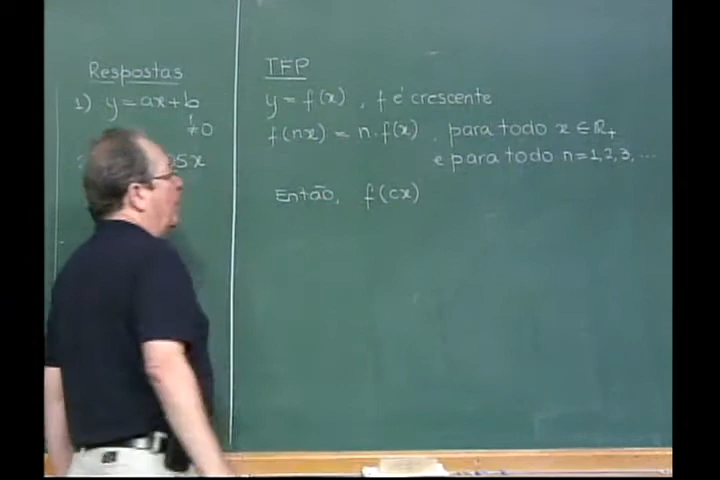 Respostas
1) y = ax + b
≠0
5x
TFP
y = f(x) , f é crescente
f(nx) = n.f(x) , para todo x ∈ ℝ+
e para todo n=1,2,3,...
Então, f(cx)